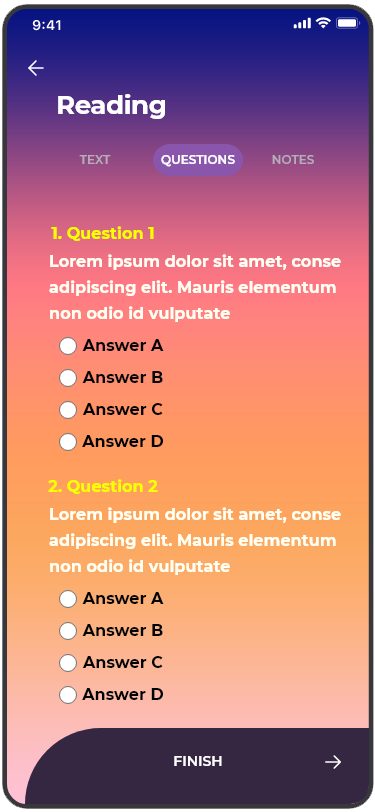 9:41
Reading
TEXT QUESTIONS NOTES
1. Question 1
Lorem ipsum dolor sit amet, conse
adipiscing elit. Mauris elementum
non odio id vulputate
Answer A
Answer B
Answer C
Answer D
2. Question 2
Lorem ipsum dolor sit amet, conse
adipiscing elit. Mauris elementum
non odio id vulputate
Answer A
Answer B
Answer C
Answer D
FINISH